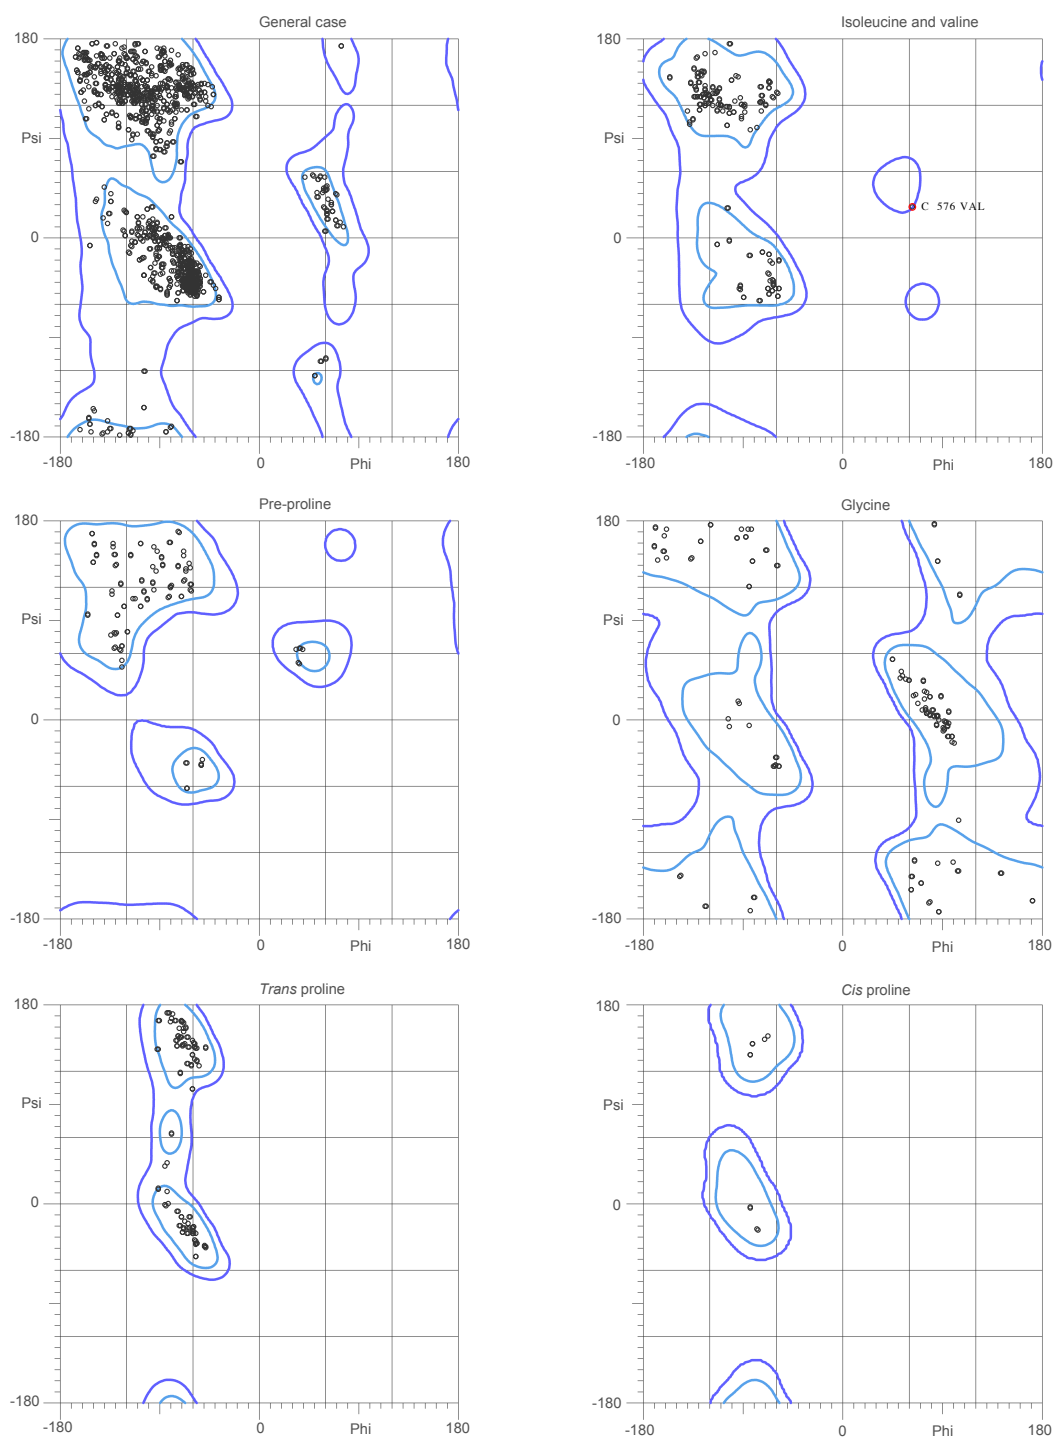 General case
180
Psi
0
-180
-180
0
Phi
180
Isoleucine and valine
180
Psi
0
-180
-180
0
Phi
180
C 576 VAL
Pre-proline
180
Psi
0
-180
-180
0
Phi
180
Glycine
180
Psi
0
-180
-180
0
Phi
180
Trans proline
180
Psi
0
-180
-180
0
Phi
180
Cis proline
180
Psi
0
-180
-180
0
Phi
180